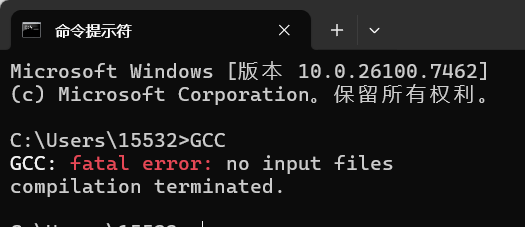 命令提示符
Microsoft Windows [版本 10.0.26100.7462]
(c) Microsoft Corporation。保留所有权利。
C:\Users\15532>GCC
GCC: fatal error: no input files
compilation terminated.